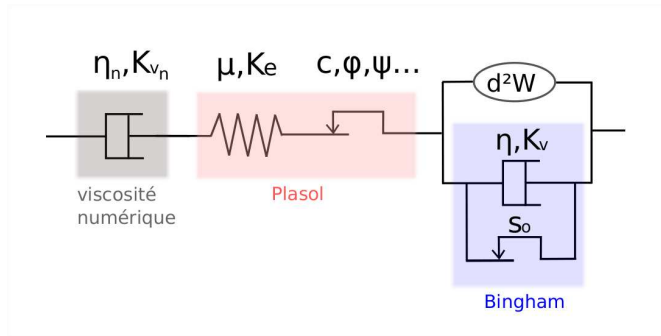 ηn,Kvn
μ,Ke
c,φ,ψ...
d²W
η,Kv
viscosité
numérique
Plasol
So
Bingham